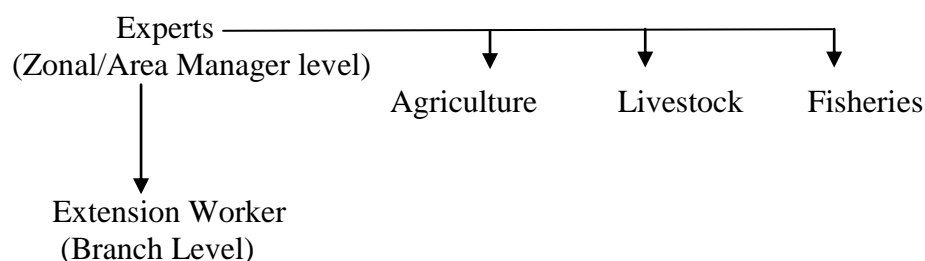 Experts
(Zonal/Area Manager level)
Agriculture Livestock Fisheries
Extension Worker
(Branch Level)